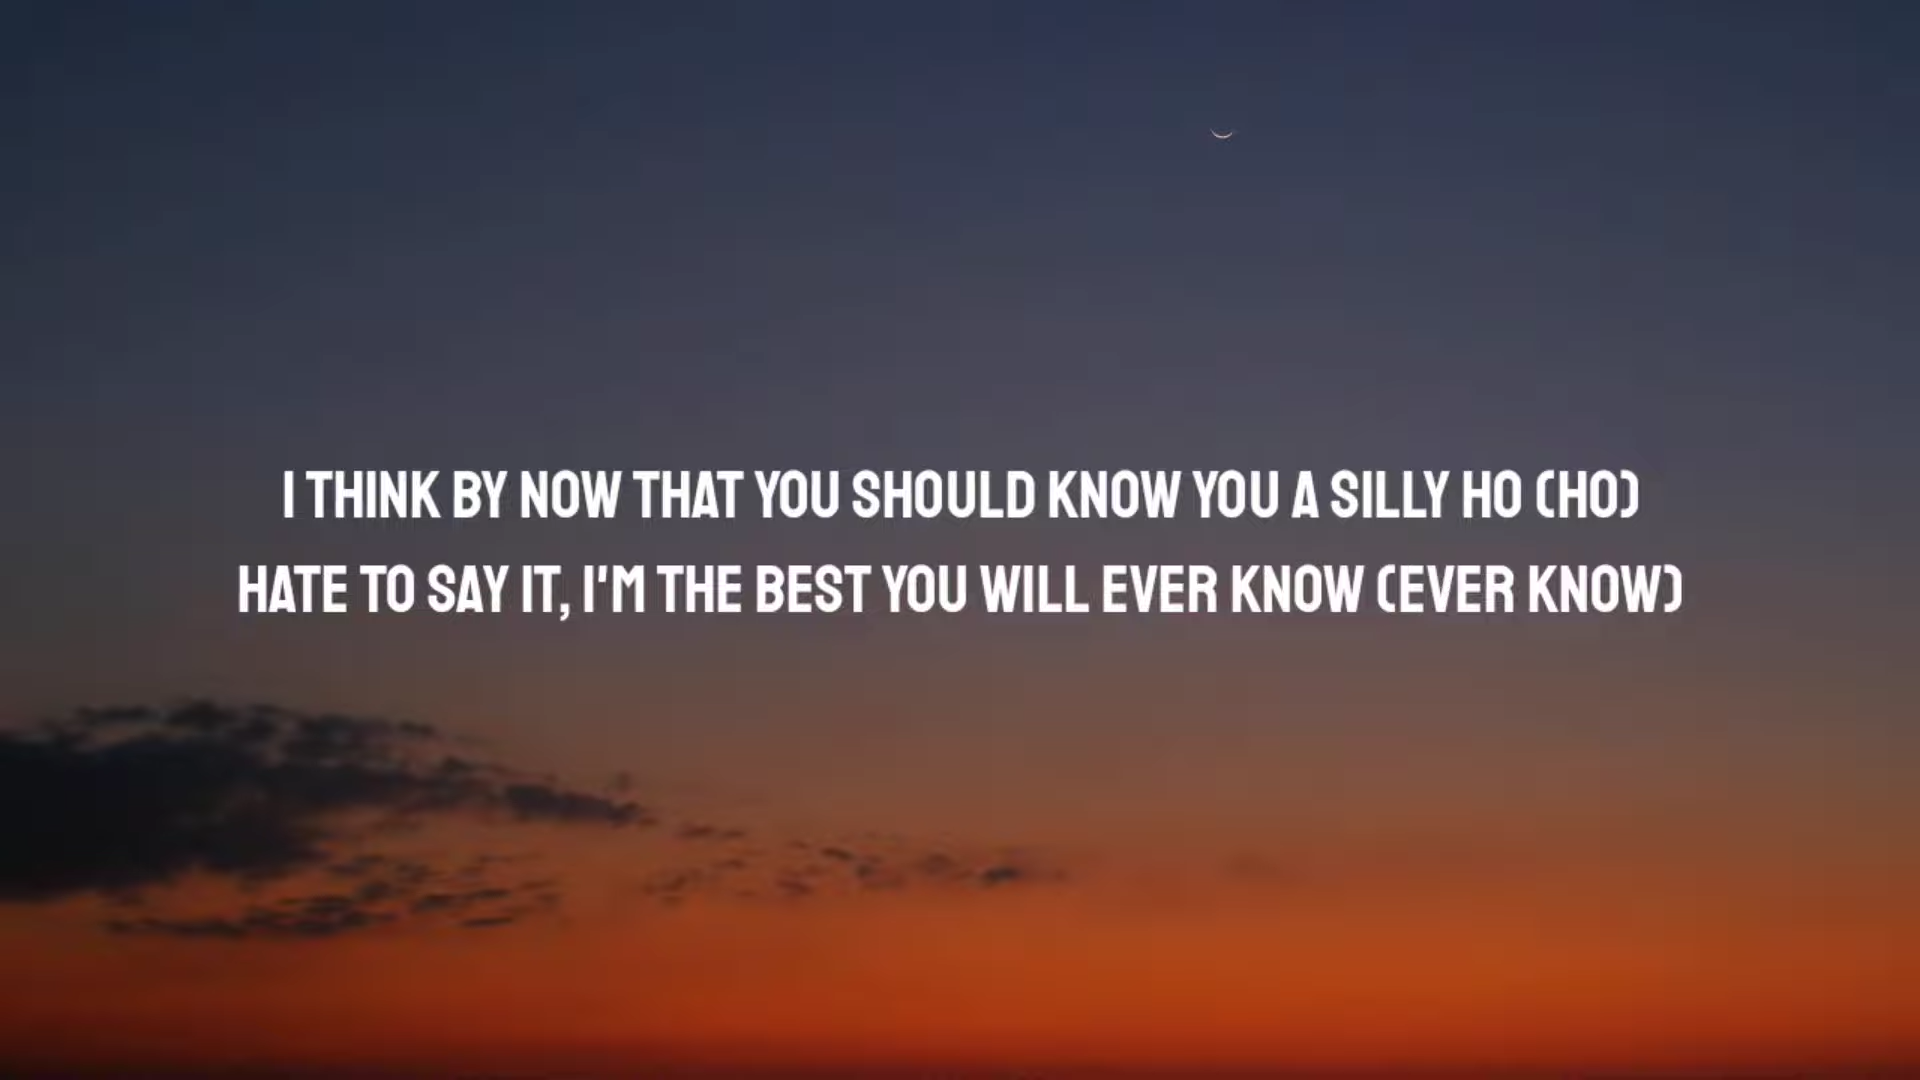 I THINK BY NOW THAT YOU SHOULD KNOW YOU A SILLY HO (HO)
HATE TO SAY IT, I'M THE BEST YOU WILL EVER KNOW (EVER KNOW)